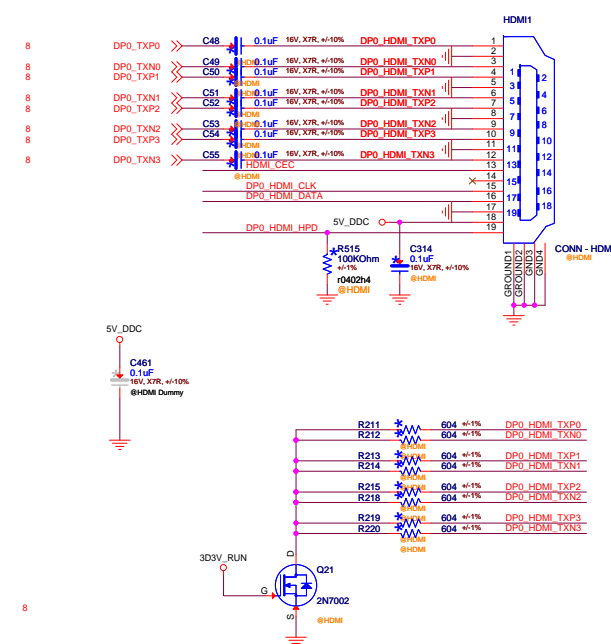 HDMI1
8 DP0_TXP0 C48 0.1uF 16V, X7R, +/-10% DP0_HDMI_TXP0 1
@HDMI 2
8 DP0_TXN0 C49 0.1uF 16V, X7R, +/-10% DP0_HDMI_TXN0 3
8 DP0_TXP1 C50 0.1uF 16V, X7R, +/-10% DP0_HDMI_TXP1 4
@HDMI 5
8 DP0_TXN1 C51 0.1uF 16V, X7R, +/-10% DP0_HDMI_TXN1 6
8 DP0_TXP2 C52 0.1uF 16V, X7R, +/-10% DP0_HDMI_TXP2 7
@HDMI 8
8 DP0_TXN2 C53 0.1uF 16V, X7R, +/-10% DP0_HDMI_TXN2 9
8 DP0_TXP3 C54 0.1uF 16V, X7R, +/-10% DP0_HDMI_TXP3 10
@HDMI 11
8 DP0_TXN3 C55 0.1uF 16V, X7R, +/-10% DP0_HDMI_TXN3 12
HDMI_CEC 13
@HDMI 14
DP0_HDMI_CLK 15
DP0_HDMI_DATA 16
17
5V_DDC 18
DP0_HDMI_HPD 19
1 2
3 4
5 6
7 8
9 10
11 12
13 14
15 16
17 18
19
R515
100KOhm
+/-1%
r0402h4
@HDMI
C314
0.1uF
16V, X7R, +/-10%
@HDMI
GROUND1
GROUND2
GND3
GND4
CONN - HDM
@HDMI
5V_DDC
C461
0.1uF
16V, X7R, +/-10%
@HDMI Dummy
R211 604 +/-1% DP0_HDMI_TXP0
R212 604 +/-1% DP0_HDMI_TXN0
@HDMI
R213 604 +/-1% DP0_HDMI_TXP1
R214 604 +/-1% DP0_HDMI_TXN1
@HDMI
R215 604 +/-1% DP0_HDMI_TXP2
R218 604 +/-1% DP0_HDMI_TXN2
@HDMI
R219 604 +/-1% DP0_HDMI_TXP3
R220 604 +/-1% DP0_HDMI_TXN3
@HDMI
@HDMI
3D3V_RUN
D
G
S
Q21
2N7002
@HDMI
8